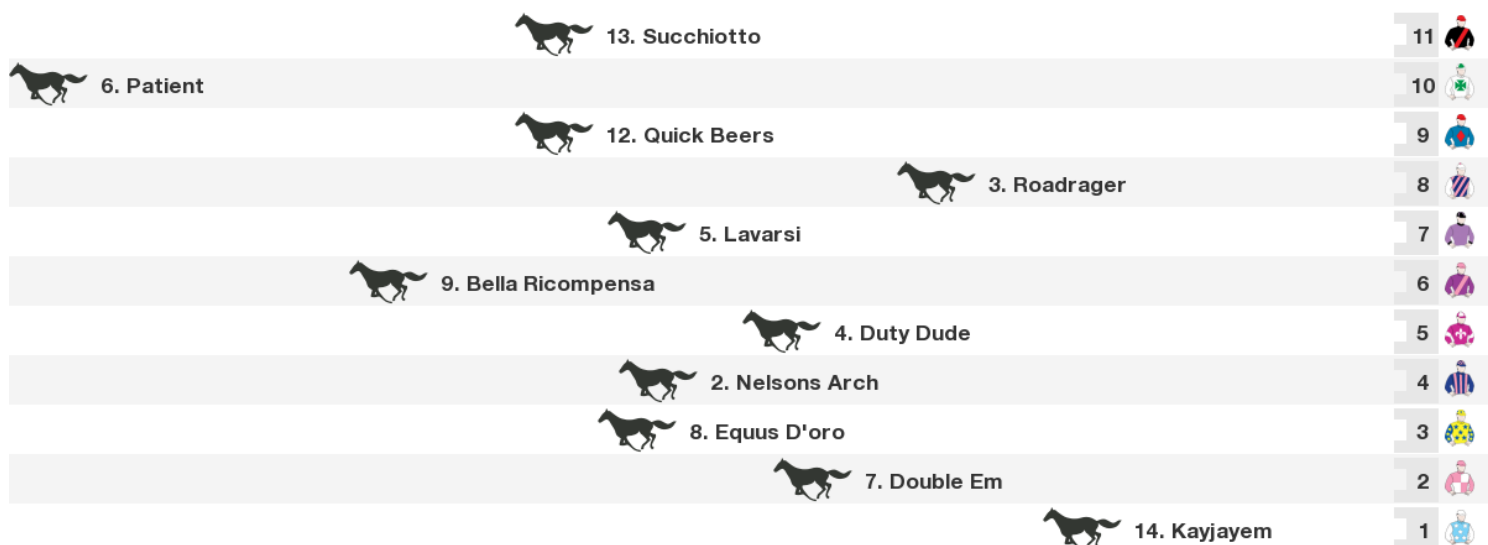 13. Succhiotto 11
6. Patient 10
12. Quick Beers 9
3. Roadrager 8
5. Lavarsi 7
9. Bella Ricompensa 6
4. Duty Dude 5
2. Nelsons Arch 4
8. Equus D'oro 3
7. Double Em 2
14. Kayjayem 1